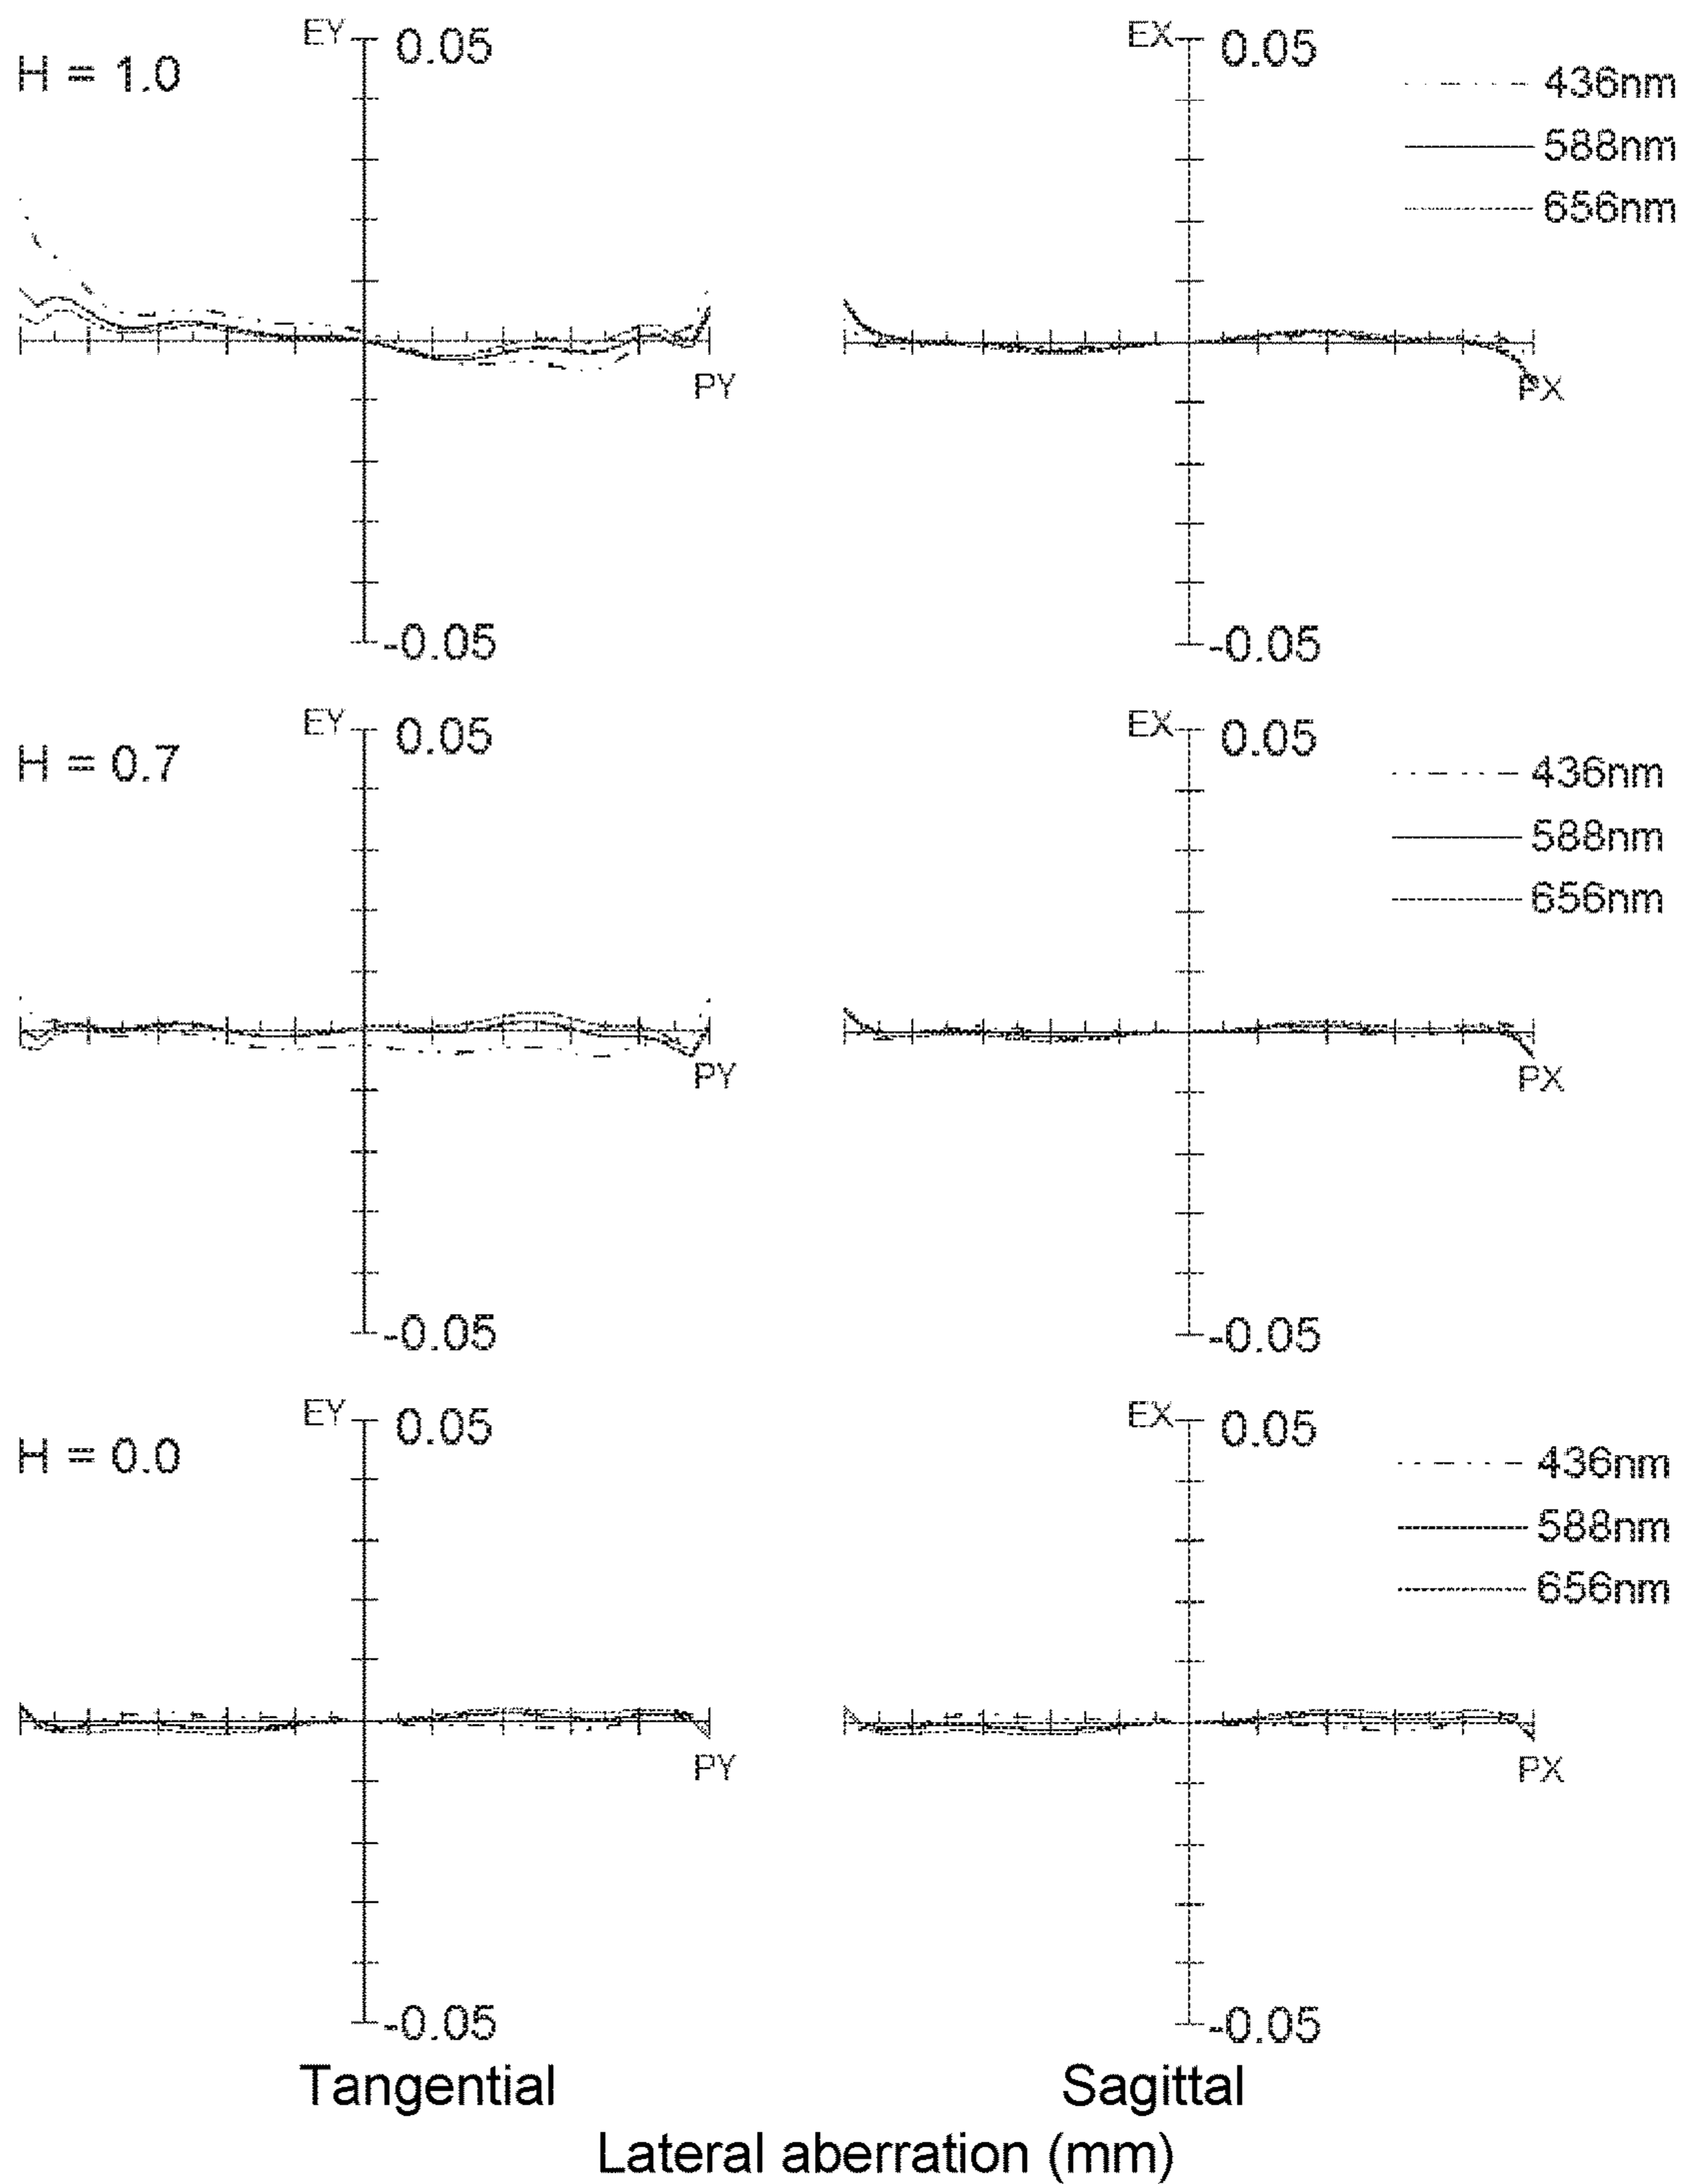 H = 1.0
EY
0.05
EX
0.05
436nm
588nm
656nm
PY
PX
-0.05
-0.05
H = 0.7
EY
0.05
EX
0.05
436nm
588nm
656nm
PY
PX
-0.05
-0.05
H = 0.0
EY
0.05
EX
0.05
436nm
588nm
656nm
PY
PX
-0.05
-0.05
Tangential
Sagittal
Lateral aberration (mm)